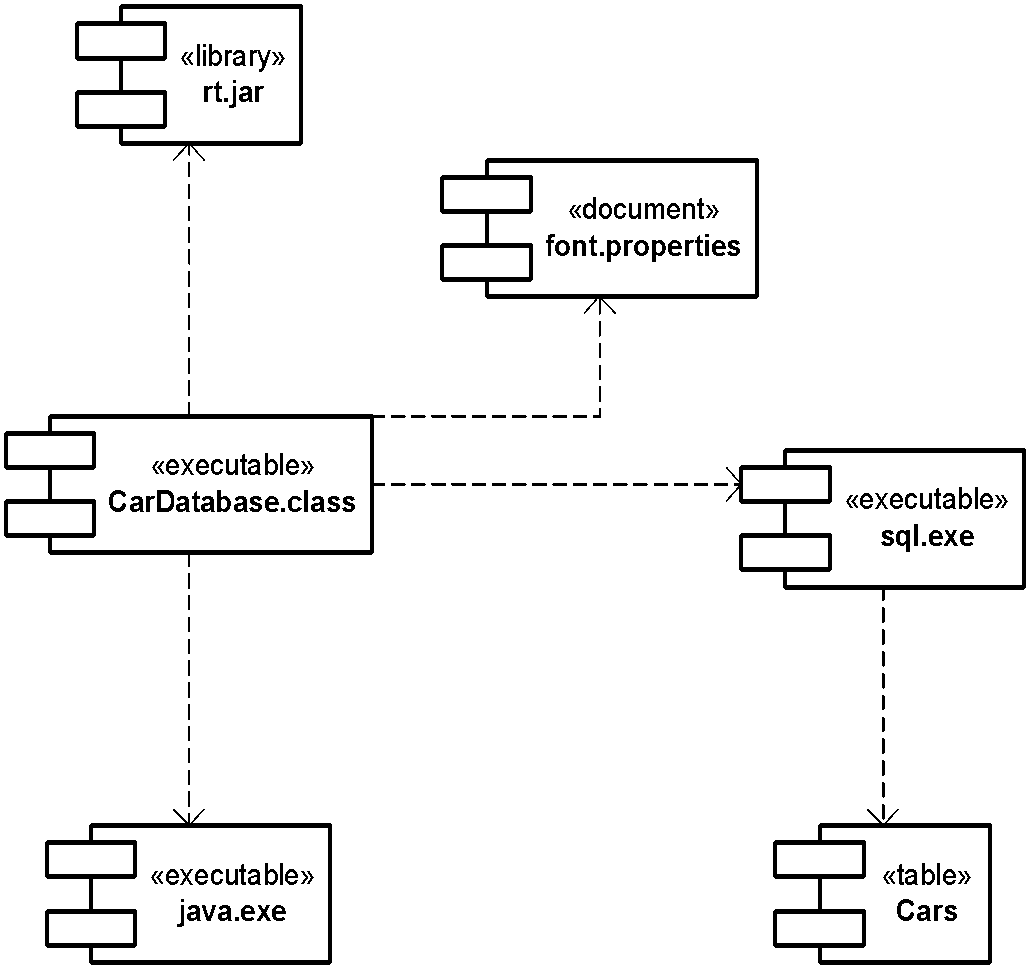 «library»
rt.jar
«document»
font.properties
«executable»
CarDatabase.class
«executable»
sql.exe
«executable»
java.exe
«table»
Cars